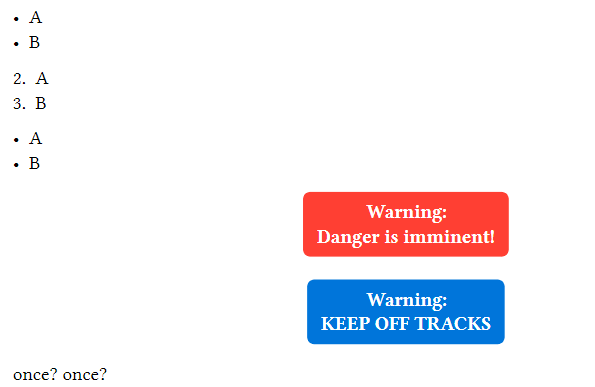 • A
• B
2. A
3. B
• A
• B
Warning:
Danger is imminent!
Warning:
KEEP OFF TRACKS
once? once?